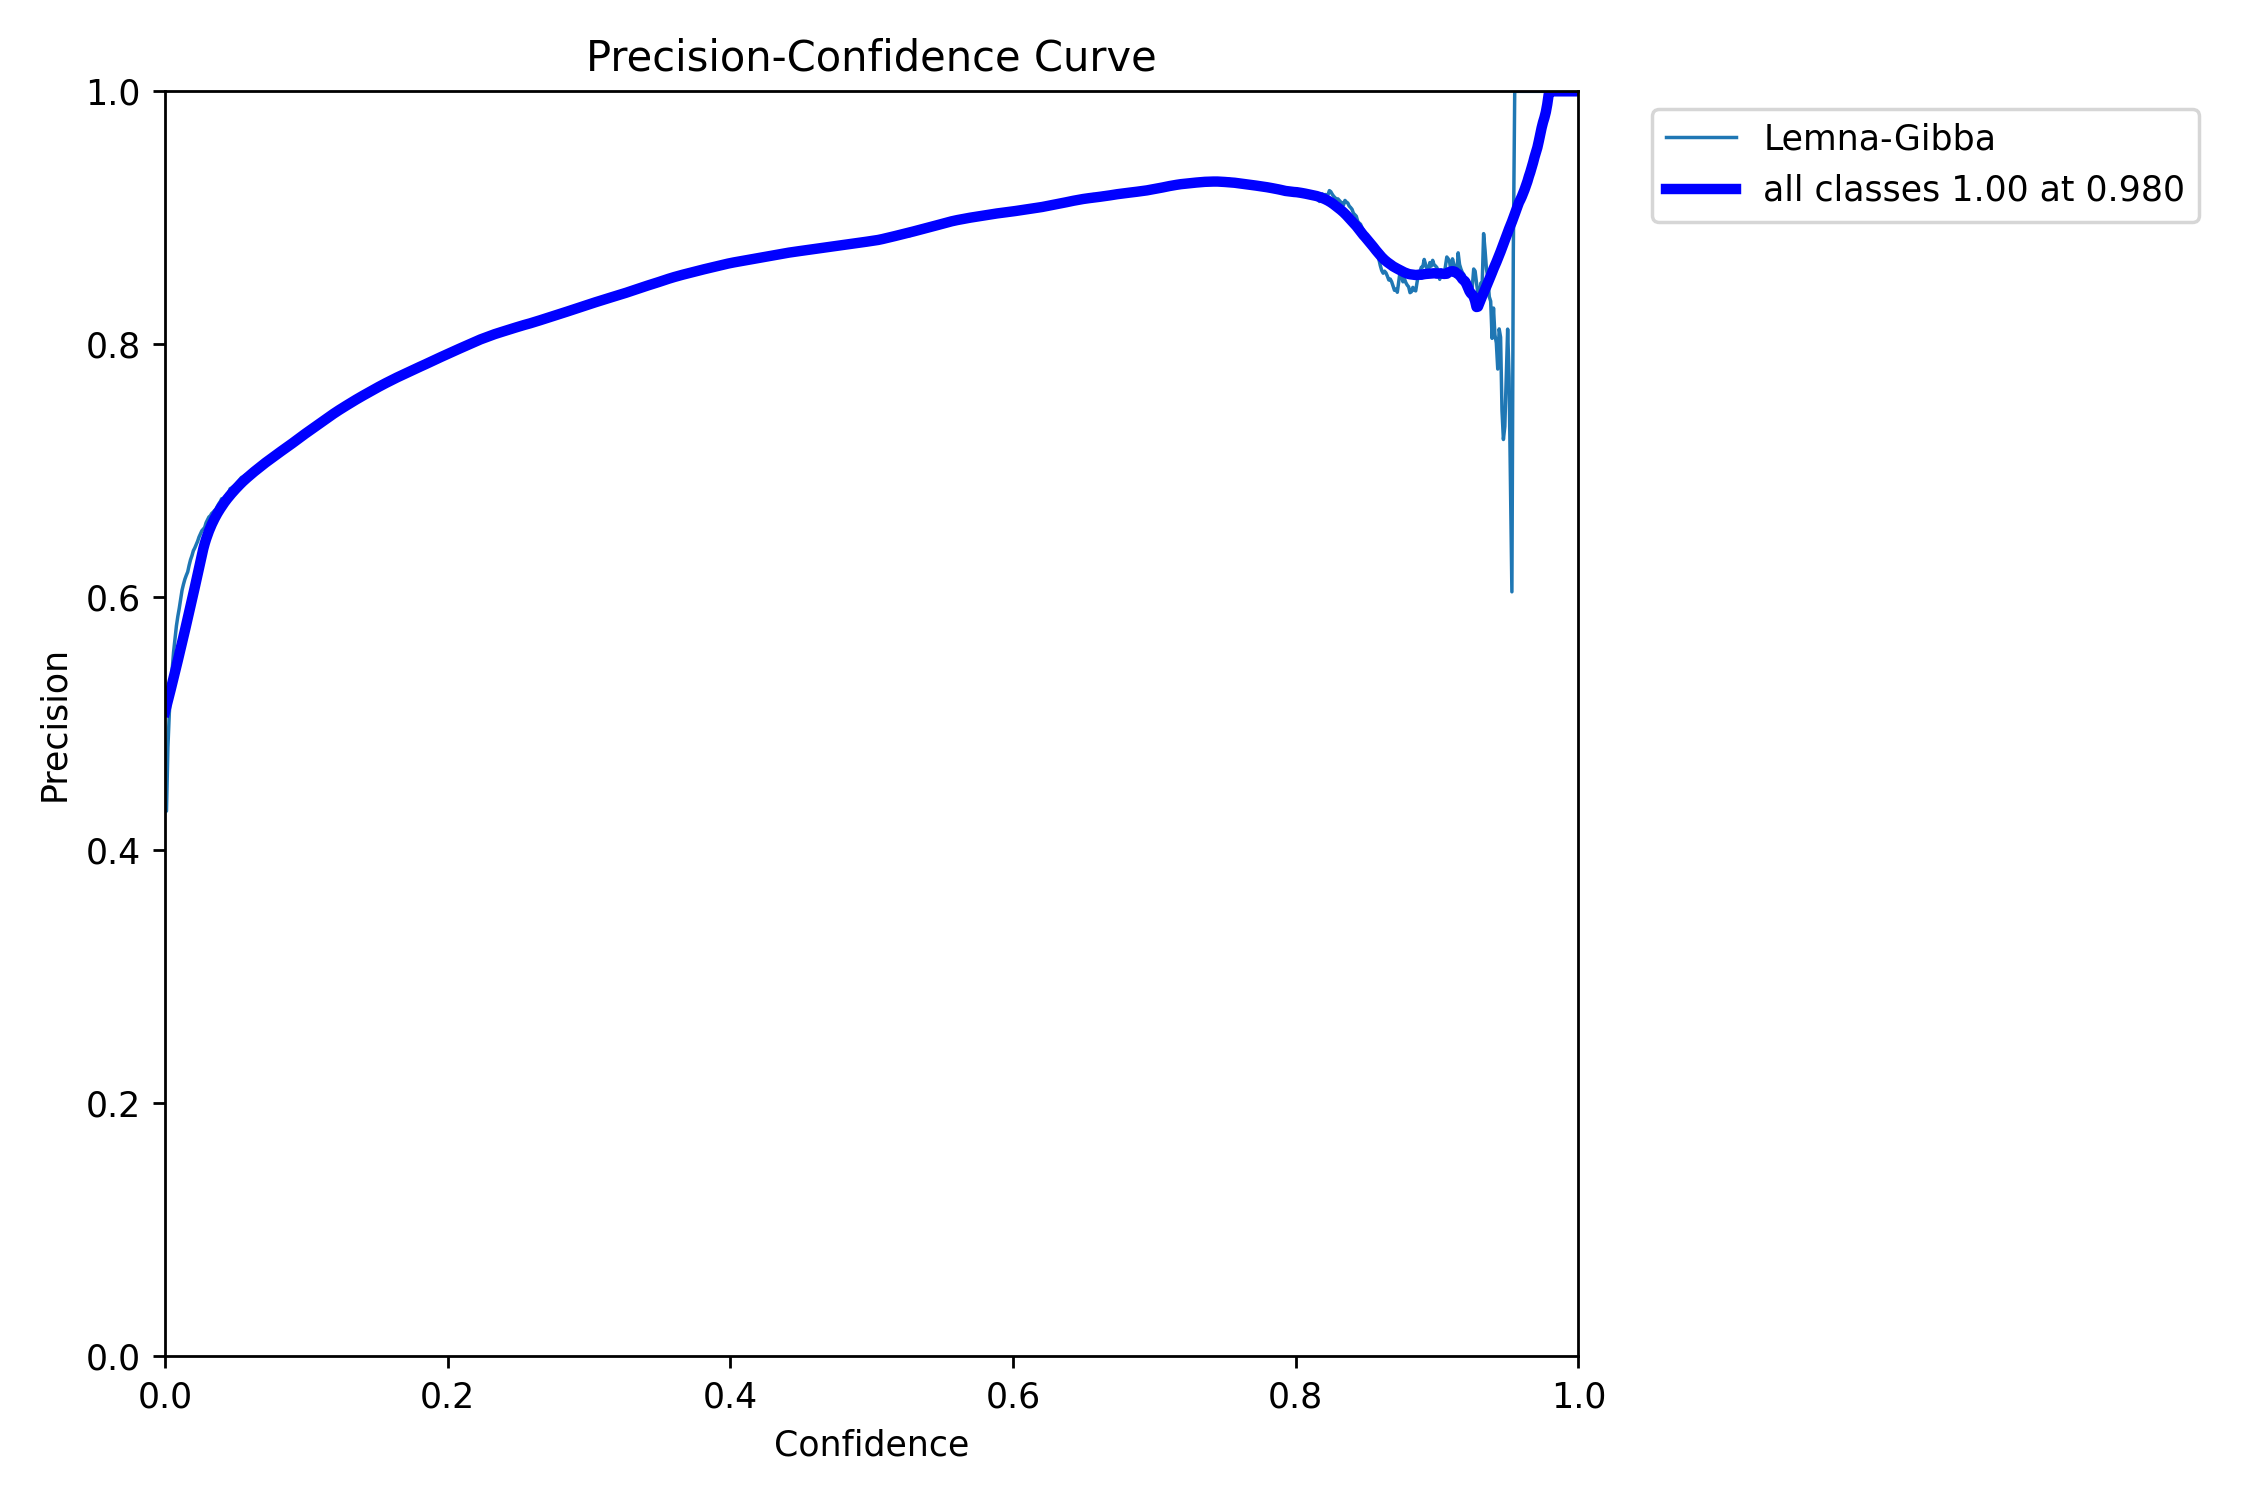 Precision-Confidence Curve
1.0
0.8
0.6
0.4
0.2
0.0
Precision
0.0 0.2 0.4 0.6 0.8 1.0
Confidence
Lemna-Gibba
all classes 1.00 at 0.980